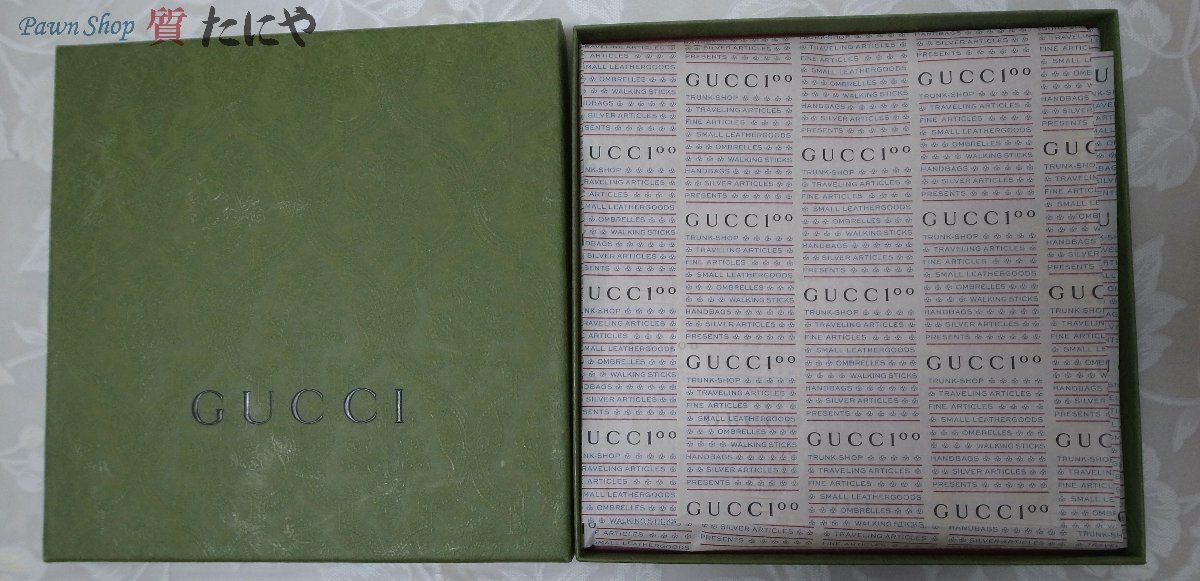 Pawn Shop 質 たにや
GUCCI
GUCCI100
TRUNK-SHOP
TRAVELING ARTICLES
FINE ARTICLES
SMALL LEATHERGOODS
OMBRELLES
WALKING STICKS
HANDBAGS
SILVER ARTICLES
PRESENTS